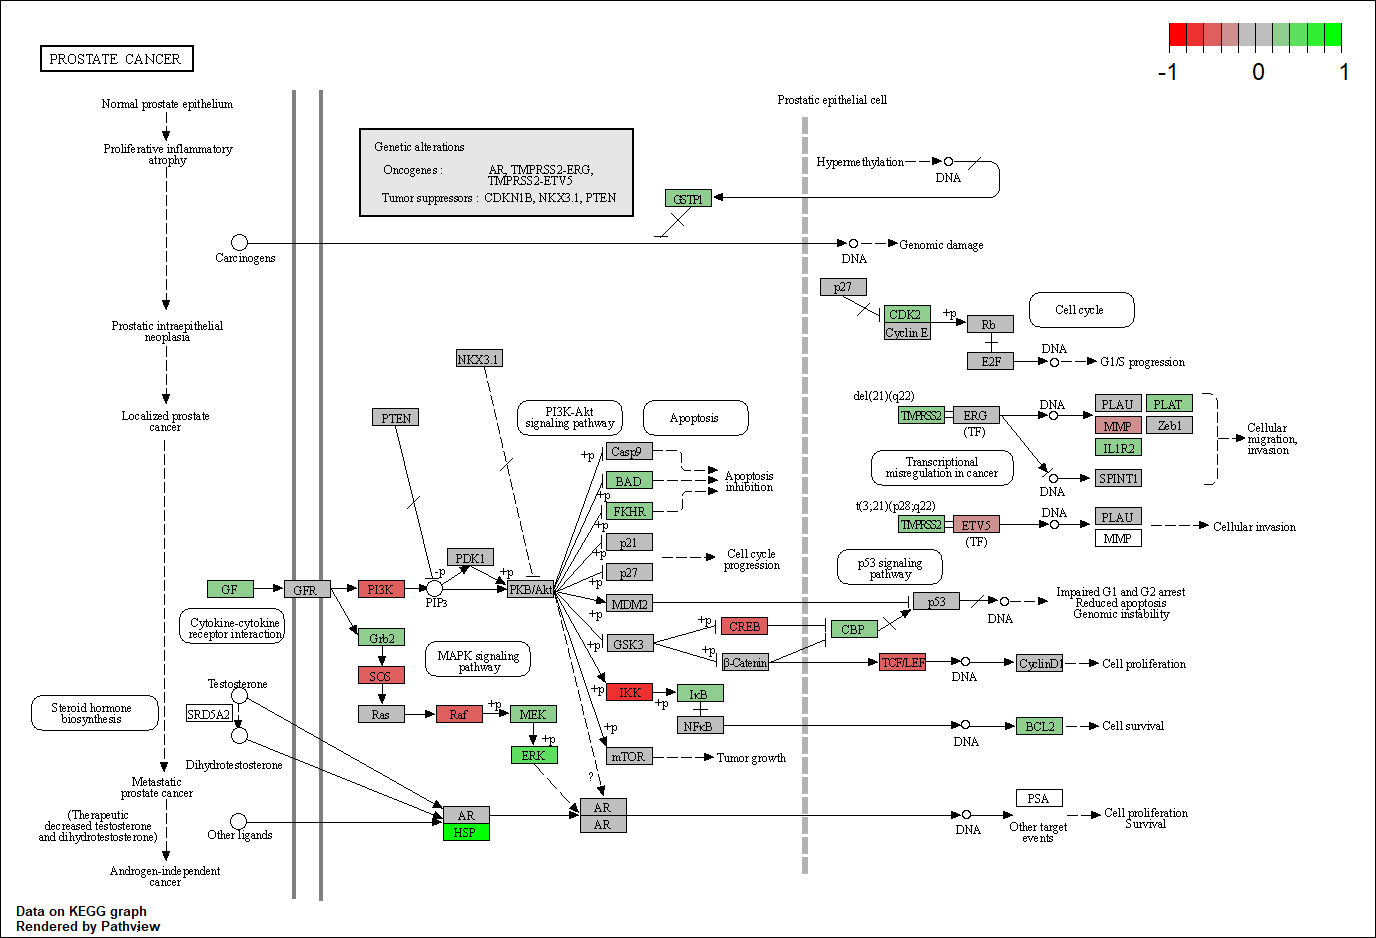 PROSTATE CANCER
-1
0
1
Normal prostate epithelium
Prostatic epithelial cell
Proliferative inflammatory
atrophy
Genetic alterations
Oncogenes :
AR, TMPRSS2-ERG,
TMPRSS2-ETV5
Tumor suppressors : CDKN1B, NKX3.1, PTEN
Hypermethylation
DNA
GSTP1
Carcinogens
DNA
Genomic damage
p27
CDK2
Cyclin E
+p
Rb
E2F
Cell cycle
DNA
G1/S progression
Prostatic intraepithelial
neoplasia
NKX3.1
Localized prostate
cancer
PTEN
PI3K-Akt
signaling pathway
Apoptosis
del(21)(q22)
TMPRSS2
ERG
(TF)
DNA
PLAU
PLAT
MMP
Zeb1
IL1R2
Cellular
migration,
invasion
Transcriptional
misregulation in cancer
DNA
SPINT1
t(3;21)(p28;q22)
TMPRSS2
ETV5
(TF)
DNA
PLAU
MMP
Cellular invasion
+p
Casp9
BAD
+p
FKHR
+p
p21
+p
p27
+p
MDM2
+p
GSK3
+p
Apoptosis
inhibition
Cell cycle
progression
p53 signaling
pathway
PDK1
-p
+p
GF
GFR
PI3K
PIP3
PKB/Akt
p53
DNA
Impaired G1 and G2 arrest
Reduced apoptosis
Genomic instability
Cytokine-cytokine
receptor interaction
Grb2
SOS
Ras
Raf
+p
MEK
+p
ERK
MAPK signaling
pathway
+p
CREB
+p
β-Catenin
CBP
TCF/LEF
DNA
CyclinD1
Cell proliferation
+p
IKK
+p
IκB
NFκB
DNA
BCL2
Cell survival
+p
mTOR
Tumor growth
?
Steroid hormone
biosynthesis
Testosterone
SRD5A2
Dihydrotestosterone
Metastatic
prostate cancer
(Therapeutic
decreased testosterone
and dihydrotestosterone)
Other ligands
AR
HSP
AR
AR
DNA
PSA
Other target
events
Cell proliferation
Survival
Androgen-independent
cancer
Data on KEGG graph
Rendered by Pathview